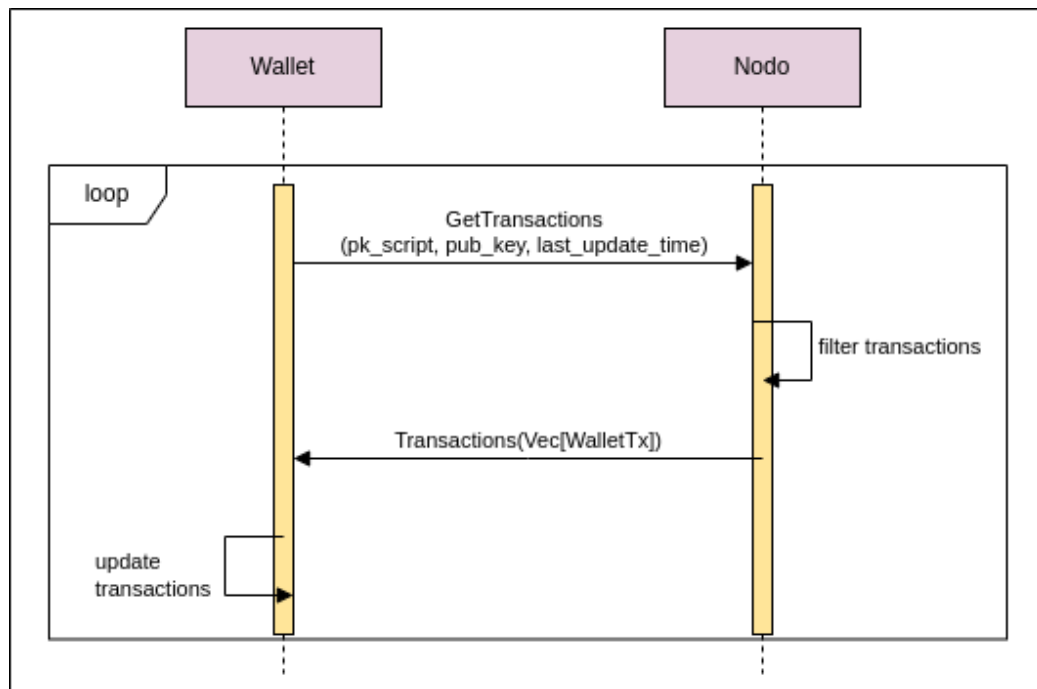 Wallet
Nodo
loop
GetTransactions
(pk_script, pub_key, last_update_time)
filter transactions
Transactions(Vec[WalletTx])
update
transactions